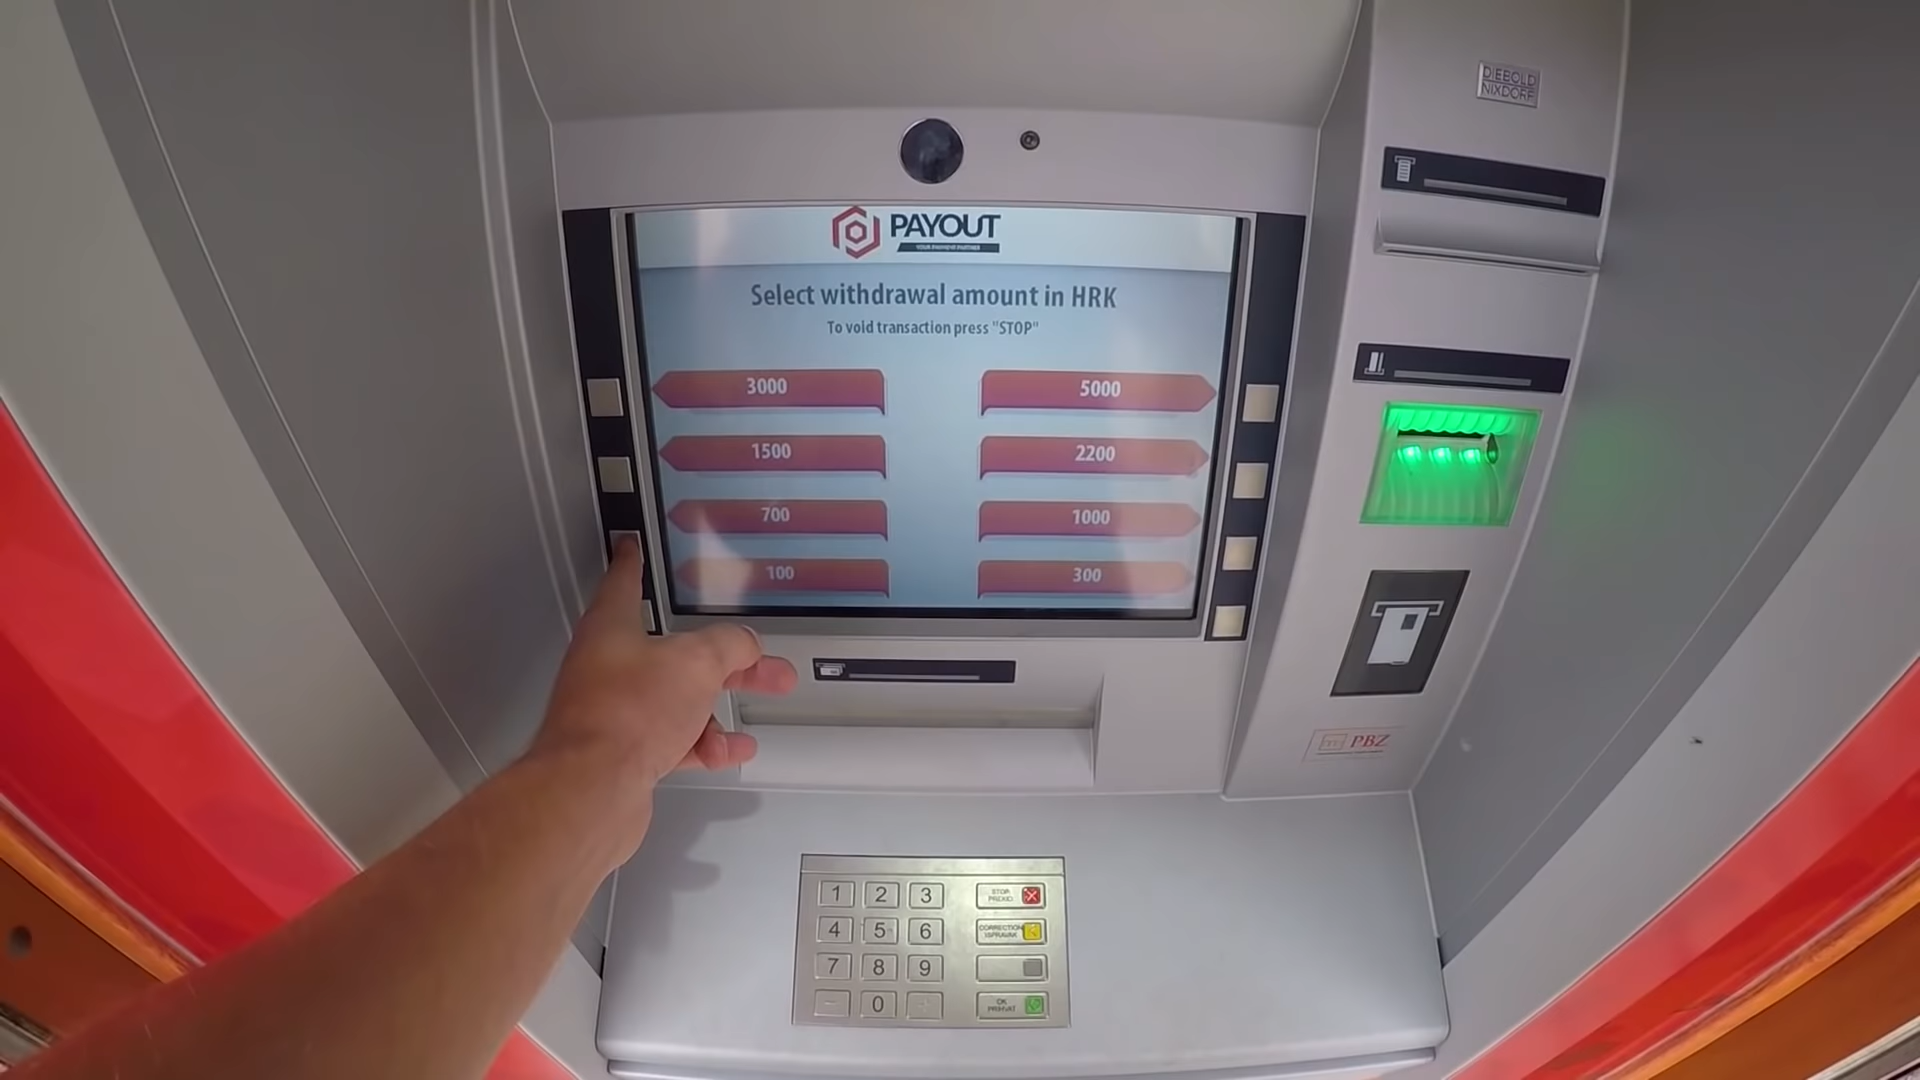 DIEBOLD
NIXDORF
PAYOUT
YOUR PAYMENT PARTNER
Select withdrawal amount in HRK
To void transaction press "STOP"
3000
5000
1500
2200
700
1000
100
300
PBZ
1 2 3
STOP
PREKID
4 5 6
CORRECTION
ISPRAVAK
7 8 9
0
OK
PRIHVAT